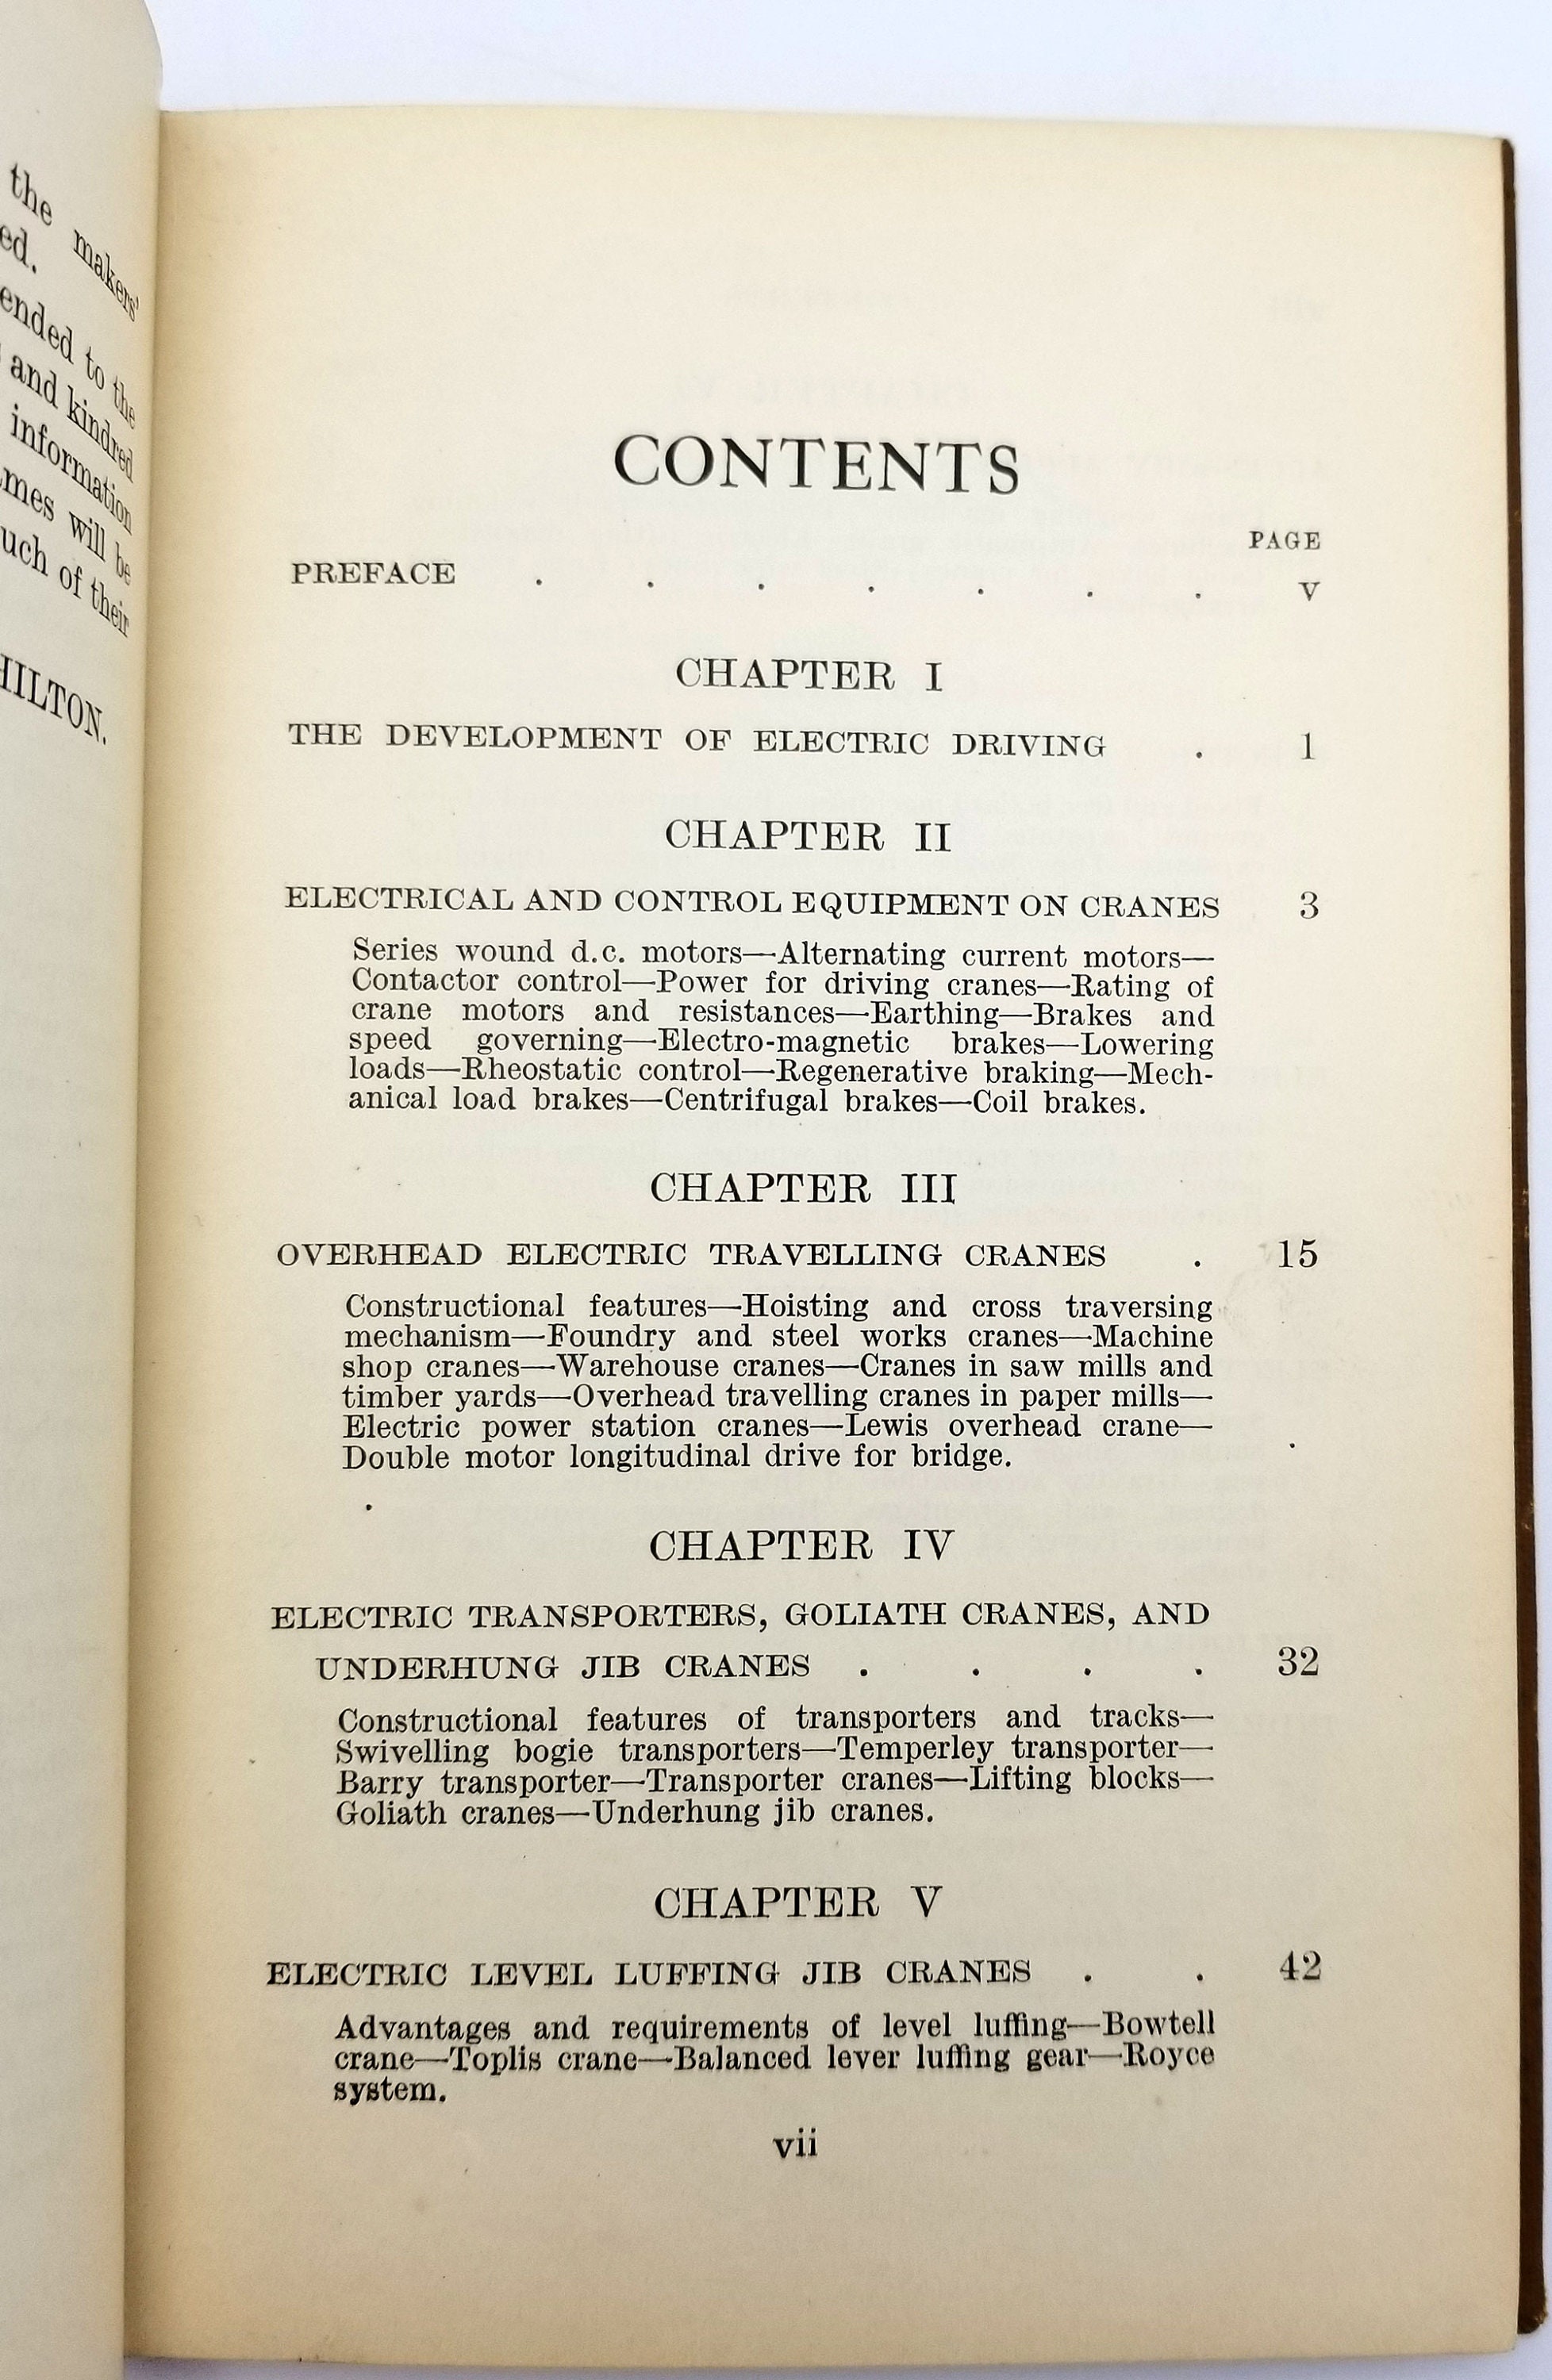 the makers'
ed.
ended to the
and kindred
information
mes will be
uch of their
HILTON.
CONTENTS
PAGE
PREFACE . . . . . . . v
CHAPTER I
THE DEVELOPMENT OF ELECTRIC DRIVING . 1
CHAPTER II
ELECTRICAL AND CONTROL EQUIPMENT ON CRANES 3
Series wound d.c. motors—Alternating current motors—
Contactor control—Power for driving cranes—Rating of
crane motors and resistances—Earthing—Brakes and
speed governing—Electro-magnetic brakes—Lowering
loads—Rheostatic control—Regenerative braking—Mech-
anical load brakes—Centrifugal brakes—Coil brakes.
CHAPTER III
OVERHEAD ELECTRIC TRAVELLING CRANES . 15
Constructional features—Hoisting and cross traversing
mechanism—Foundry and steel works cranes—Machine
shop cranes—Warehouse cranes—Cranes in saw mills and
timber yards—Overhead travelling cranes in paper mills—
Electric power station cranes—Lewis overhead crane—
Double motor longitudinal drive for bridge.
CHAPTER IV
ELECTRIC TRANSPORTERS, GOLIATH CRANES, AND
UNDERHUNG JIB CRANES . . . . 32
Constructional features of transporters and tracks—
Swivelling bogie transporters—Temperley transporter—
Barry transporter—Transporter cranes—Lifting blocks—
Goliath cranes—Underhung jib cranes.
CHAPTER V
ELECTRIC LEVEL LUFFING JIB CRANES . . 42
Advantages and requirements of level luffing—Bowtell
crane—Toplis crane—Balanced lever luffing gear—Royce
system.
vii